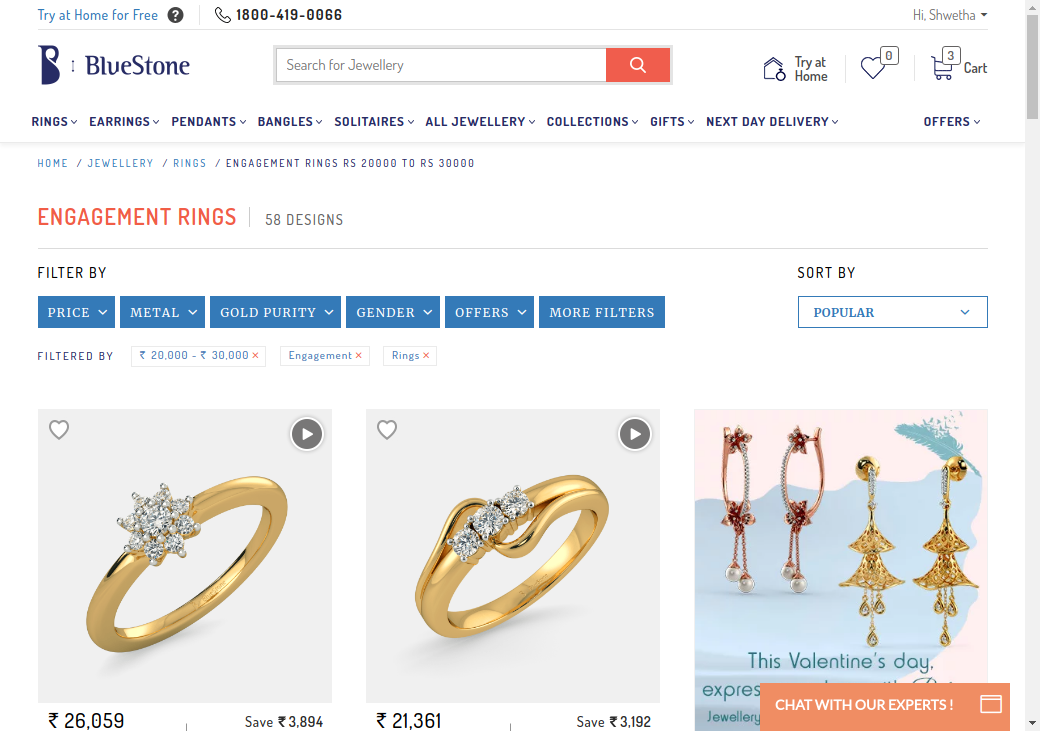 Try at Home for Free ? 1800-419-0066 Hi, Shwetha
BlueStone Search for Jewellery Try at Home 0 3 Cart
RINGS EARRINGS PENDANTS BANGLES SOLITAIRES ALL JEWELLERY COLLECTIONS GIFTS NEXT DAY DELIVERY OFFERS
HOME / JEWELLERY / RINGS / ENGAGEMENT RINGS RS 20000 TO RS 30000
ENGAGEMENT RINGS 58 DESIGNS
FILTER BY SORT BY
PRICE METAL GOLD PURITY GENDER OFFERS MORE FILTERS POPULAR
FILTERED BY ₹ 20,000 - ₹ 30,000 × Engagement × Rings ×
This Valentine's day,
expres
Jewellery
CHAT WITH OUR EXPERTS !
₹ 26,059 Save ₹ 3,894 ₹ 21,361 Save ₹ 3,192